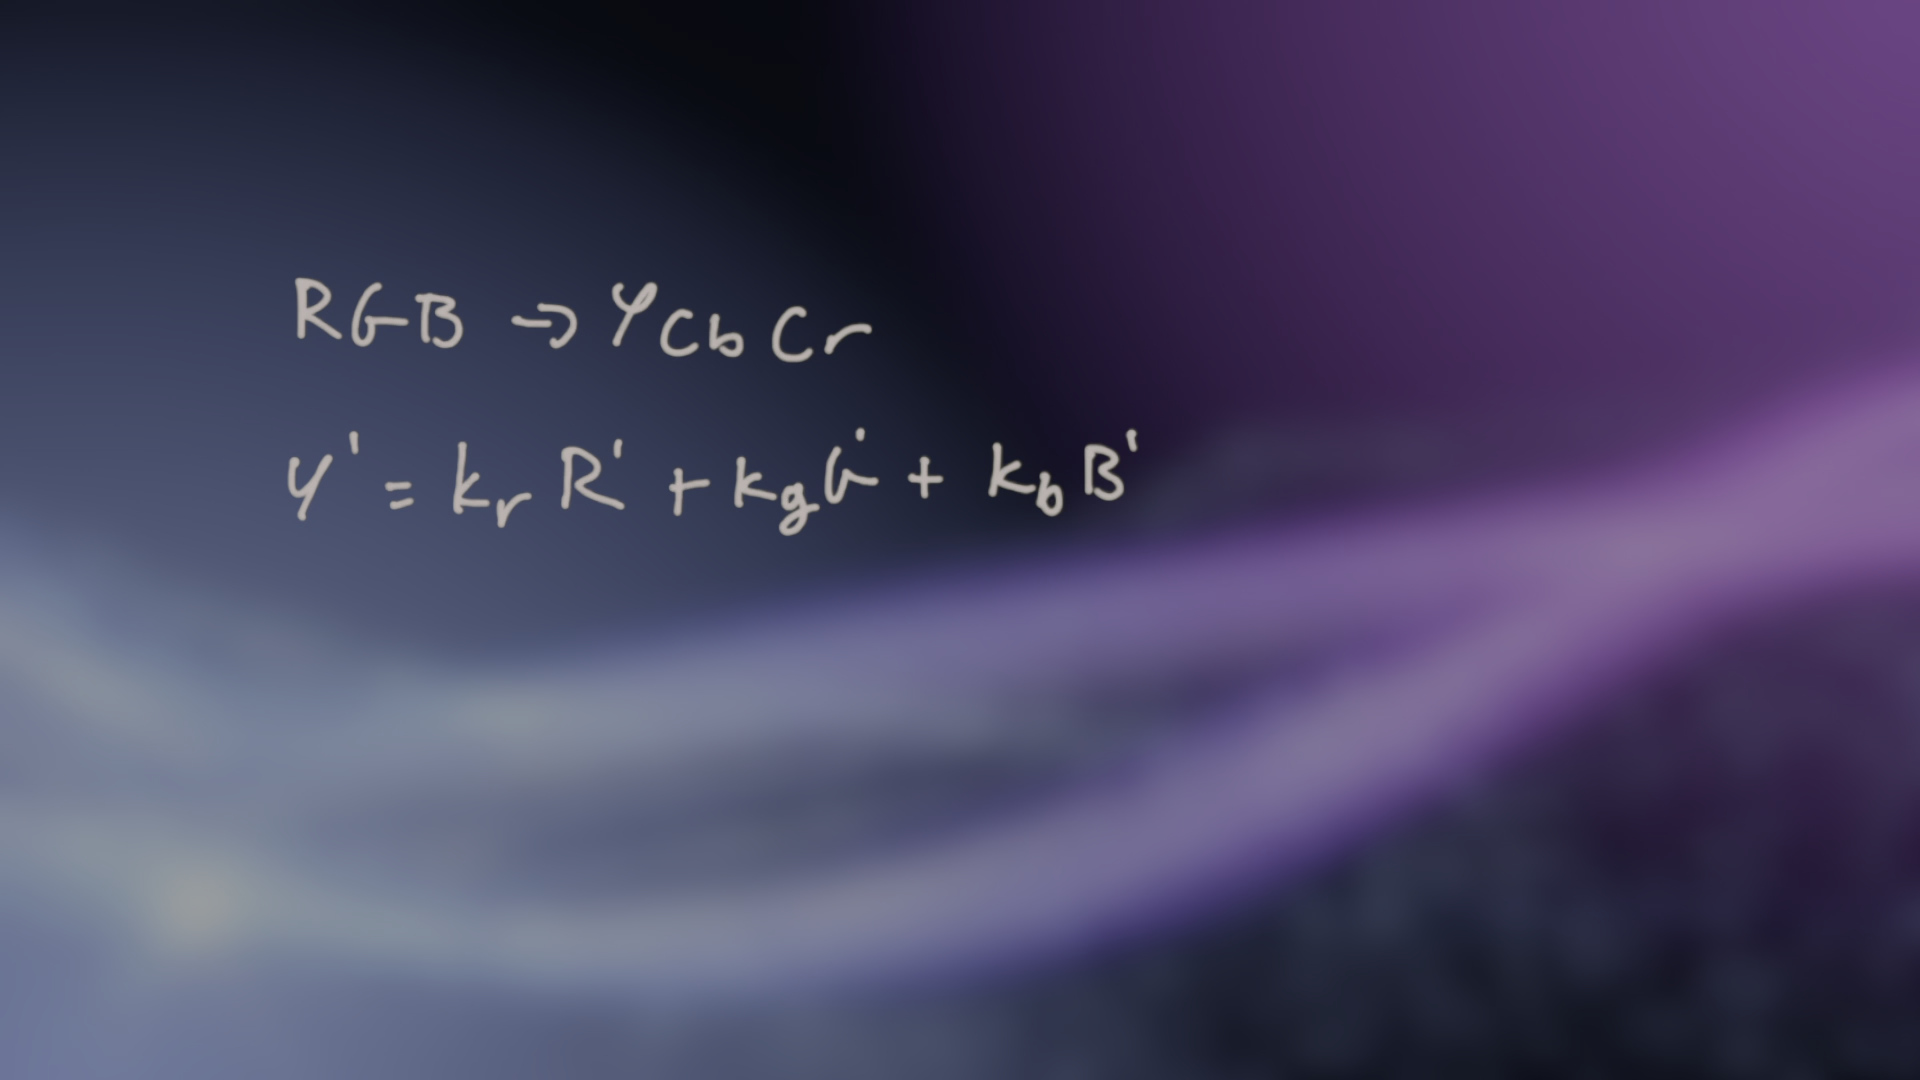 RGB → YCbCr
Y' = kr R' + kg G' + kb B'